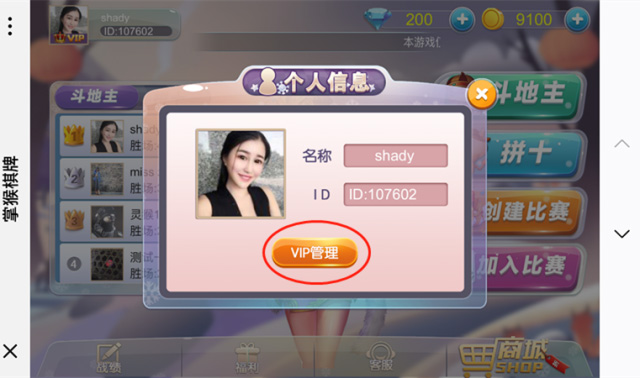 shady
ID:107602
VIP
200
9100
本游戏仅
掌猴棋牌
个人信息
斗地主
斗地主
名称
shady
ID
ID:107602
VIP管理
胜场
miss
胜场
灵猴
胜场
4
测试
胜场
拼十
创建比赛
加入比赛
战绩
福利
客服
商城
SHOP